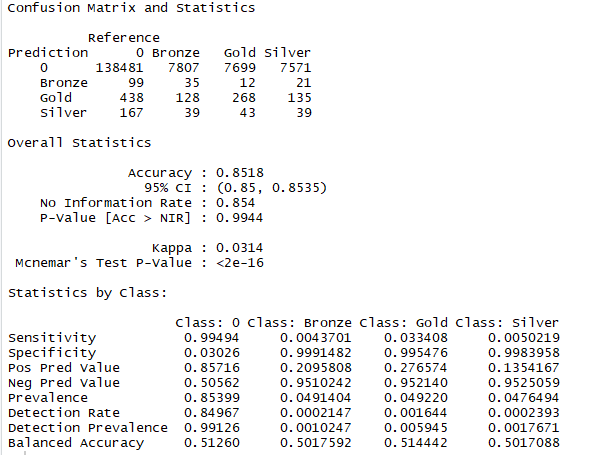 Confusion Matrix and Statistics
Reference
Prediction 0 Bronze Gold Silver
0 138481 7807 7699 7571
Bronze 99 35 12 21
Gold 438 128 268 135
Silver 167 39 43 39
Overall Statistics
Accuracy : 0.8518
95% CI : (0.85, 0.8535)
No Information Rate : 0.854
P-Value [Acc > NIR] : 0.9944
Kappa : 0.0314
Mcnemar's Test P-Value : <2e-16
Statistics by Class:
Class: 0 Class: Bronze Class: Gold Class: Silver
Sensitivity 0.99494 0.0043701 0.033408 0.0050219
Specificity 0.03026 0.9991482 0.995476 0.9983958
Pos Pred Value 0.85716 0.2095808 0.276574 0.1354167
Neg Pred Value 0.50562 0.9510242 0.952140 0.9525059
Prevalence 0.85399 0.0491404 0.049220 0.0476494
Detection Rate 0.84967 0.0002147 0.001644 0.0002393
Detection Prevalence 0.99126 0.0010247 0.005945 0.0017671
Balanced Accuracy 0.51260 0.5017592 0.514442 0.5017088